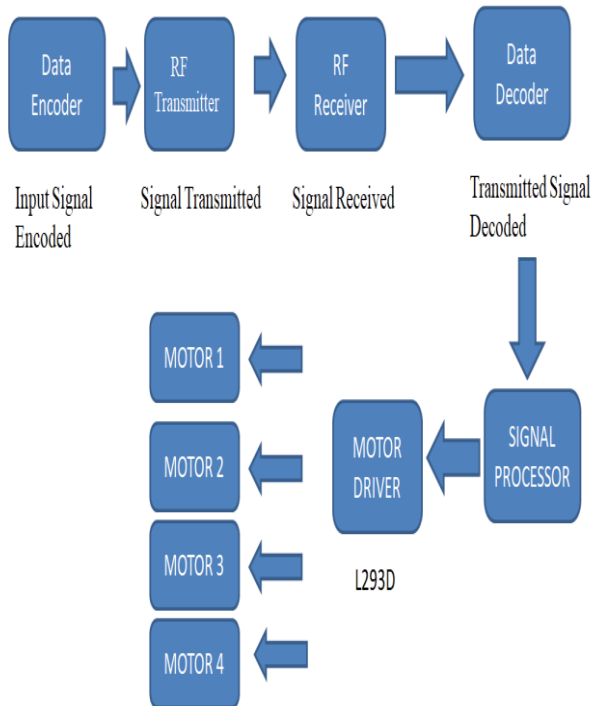 Data
Encoder
RF
Transmitter
RF
Receiver
Data
Decoder
Input Signal
Encoded
Signal Transmitted
Signal Received
Transmitted Signal
Decoded
MOTOR 1
MOTOR 2
MOTOR 3
MOTOR 4
MOTOR
DRIVER
L293D
SIGNAL
PROCESSOR